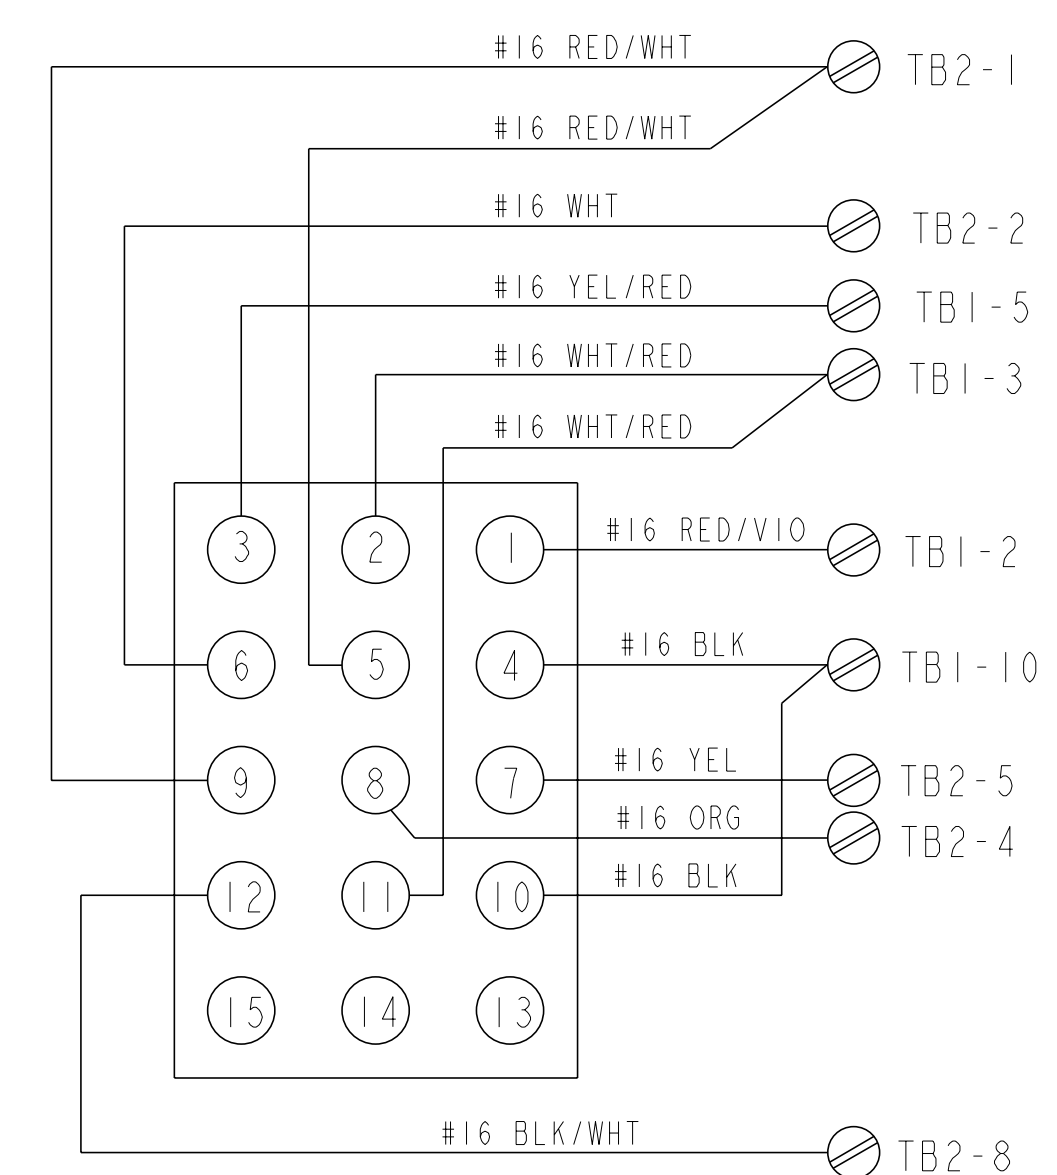 #16 RED/WHT
TB2-1
#16 RED/WHT
#16 WHT
TB2-2
#16 YEL/RED
TB1-5
#16 WHT/RED
TB1-3
#16 WHT/RED
3 2 1
#16 RED/VIO
TB1-2
6 5 4
#16 BLK
TB1-10
9 8 7
#16 YEL
TB2-5
#16 ORG
TB2-4
12 11 10
#16 BLK
15 14 13
#16 BLK/WHT
TB2-8